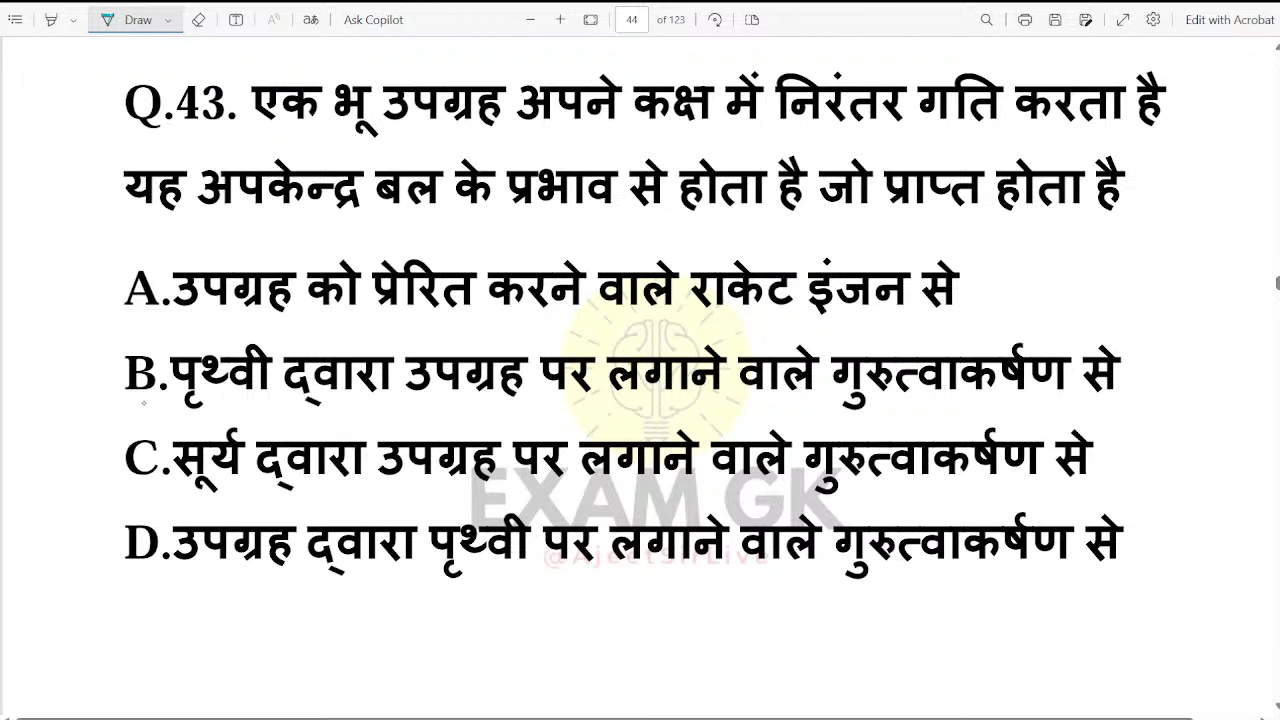 Draw
Ask Copilot
44 of 123
Edit with Acrobat
Q.43. एक भू उपग्रह अपने कक्ष में निरंतर गति करता है
यह अपकेन्द्र बल के प्रभाव से होता है जो प्राप्त होता है
A.उपग्रह को प्रेरित करने वाले राकेट इंजन से
B.पृथ्वी द्वारा उपग्रह पर लगाने वाले गुरुत्वाकर्षण से
C.सूर्य द्वारा उपग्रह पर लगाने वाले गुरुत्वाकर्षण से
EXAM GK
D.उपग्रह द्वारा पृथ्वी पर लगाने वाले गुरुत्वाकर्षण से
@AjeetSirLive